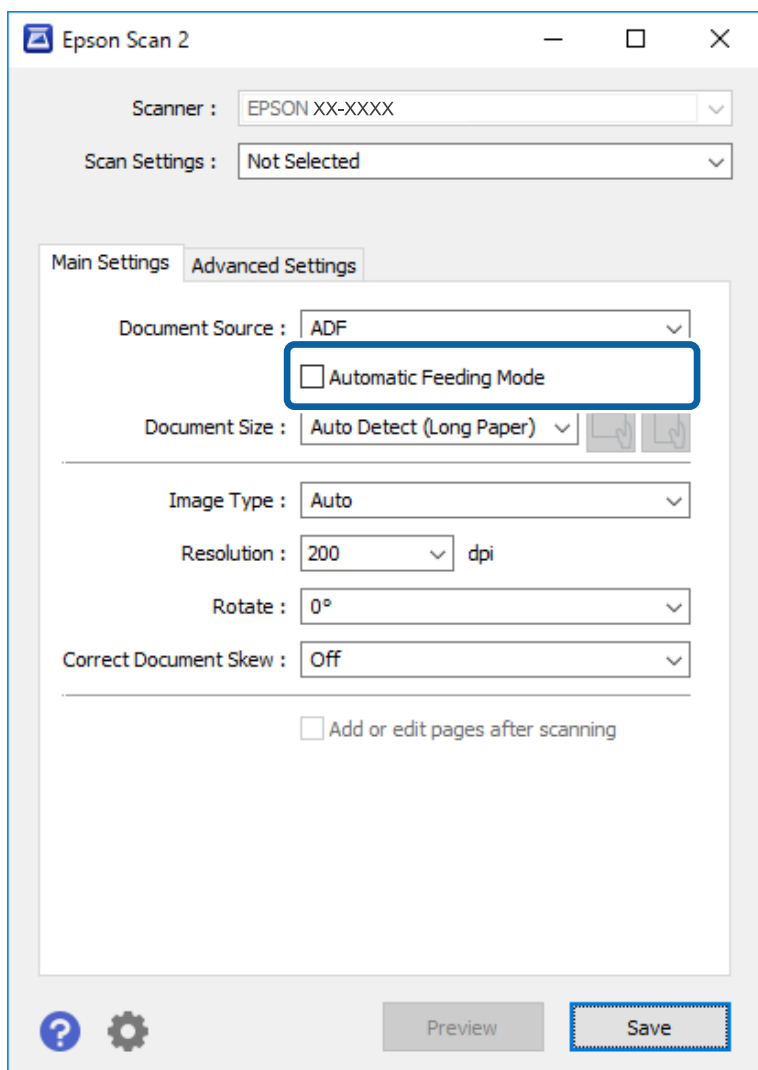 Epson Scan 2
Scanner : EPSON XX-XXXX
Scan Settings : Not Selected
Main Settings Advanced Settings
Document Source : ADF
Automatic Feeding Mode
Document Size : Auto Detect (Long Paper)
Image Type : Auto
Resolution : 200 dpi
Rotate : 0°
Correct Document Skew : Off
Add or edit pages after scanning
? Preview Save